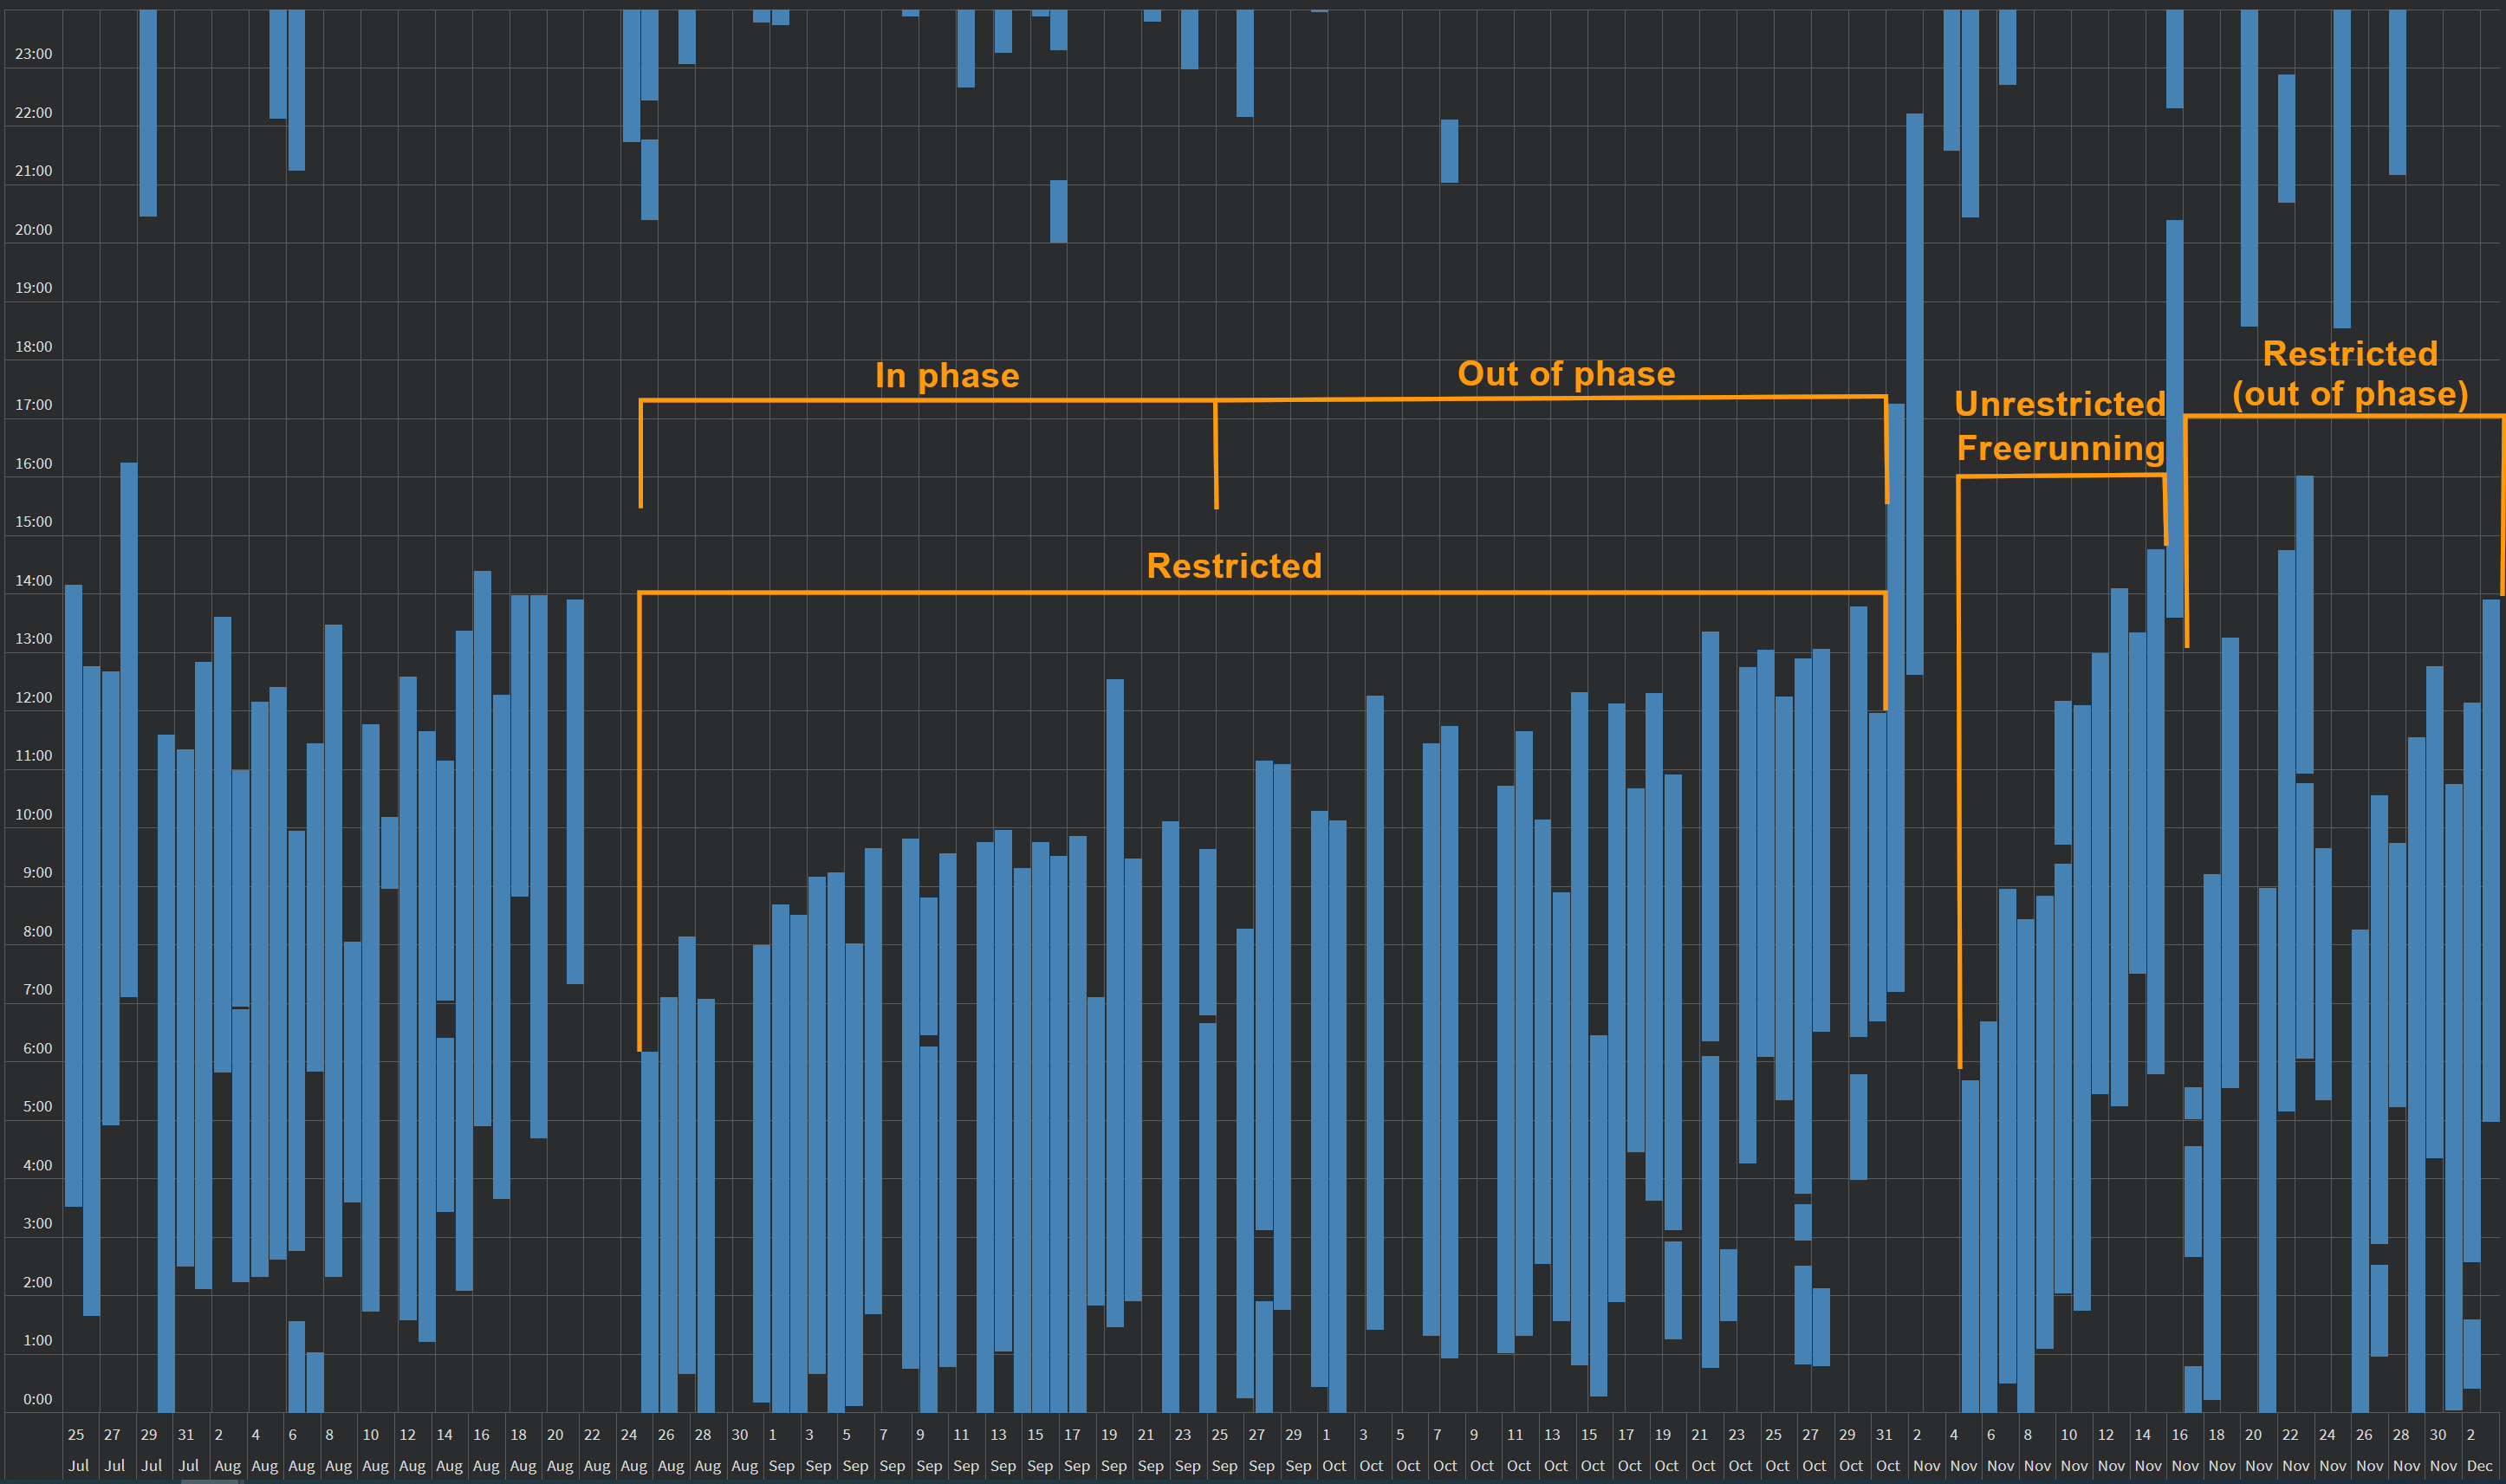 23:00
22:00
21:00
20:00
19:00
18:00
17:00
16:00
15:00
14:00
13:00
12:00
11:00
10:00
9:00
8:00
7:00
6:00
5:00
4:00
3:00
2:00
1:00
0:00
In phase
Out of phase
Restricted
(out of phase)
Unrestricted
Freerunning
Restricted
25 27 29 31 2 4 6 8 10 12 14 16 18 20 22 24 26 28 30 1 3 5 7 9 11 13 15 17 19 21 23 25 27 29 1 3 5 7 9 11 13 15 17 19 21 23 25 27 29 31 2 4 6 8 10 12 14 16 18 20 22 24 26 28 30 2
Jul Jul Jul Jul Aug Aug Aug Aug Aug Aug Aug Aug Aug Aug Aug Aug Aug Aug Aug Sep Sep Sep Sep Sep Sep Sep Sep Sep Sep Sep Sep Sep Sep Sep Oct Oct Oct Oct Oct Oct Oct Oct Oct Oct Oct Oct Oct Oct Oct Oct Nov Nov Nov Nov Nov Nov Nov Nov Nov Nov Nov Nov Nov Nov Nov Dec